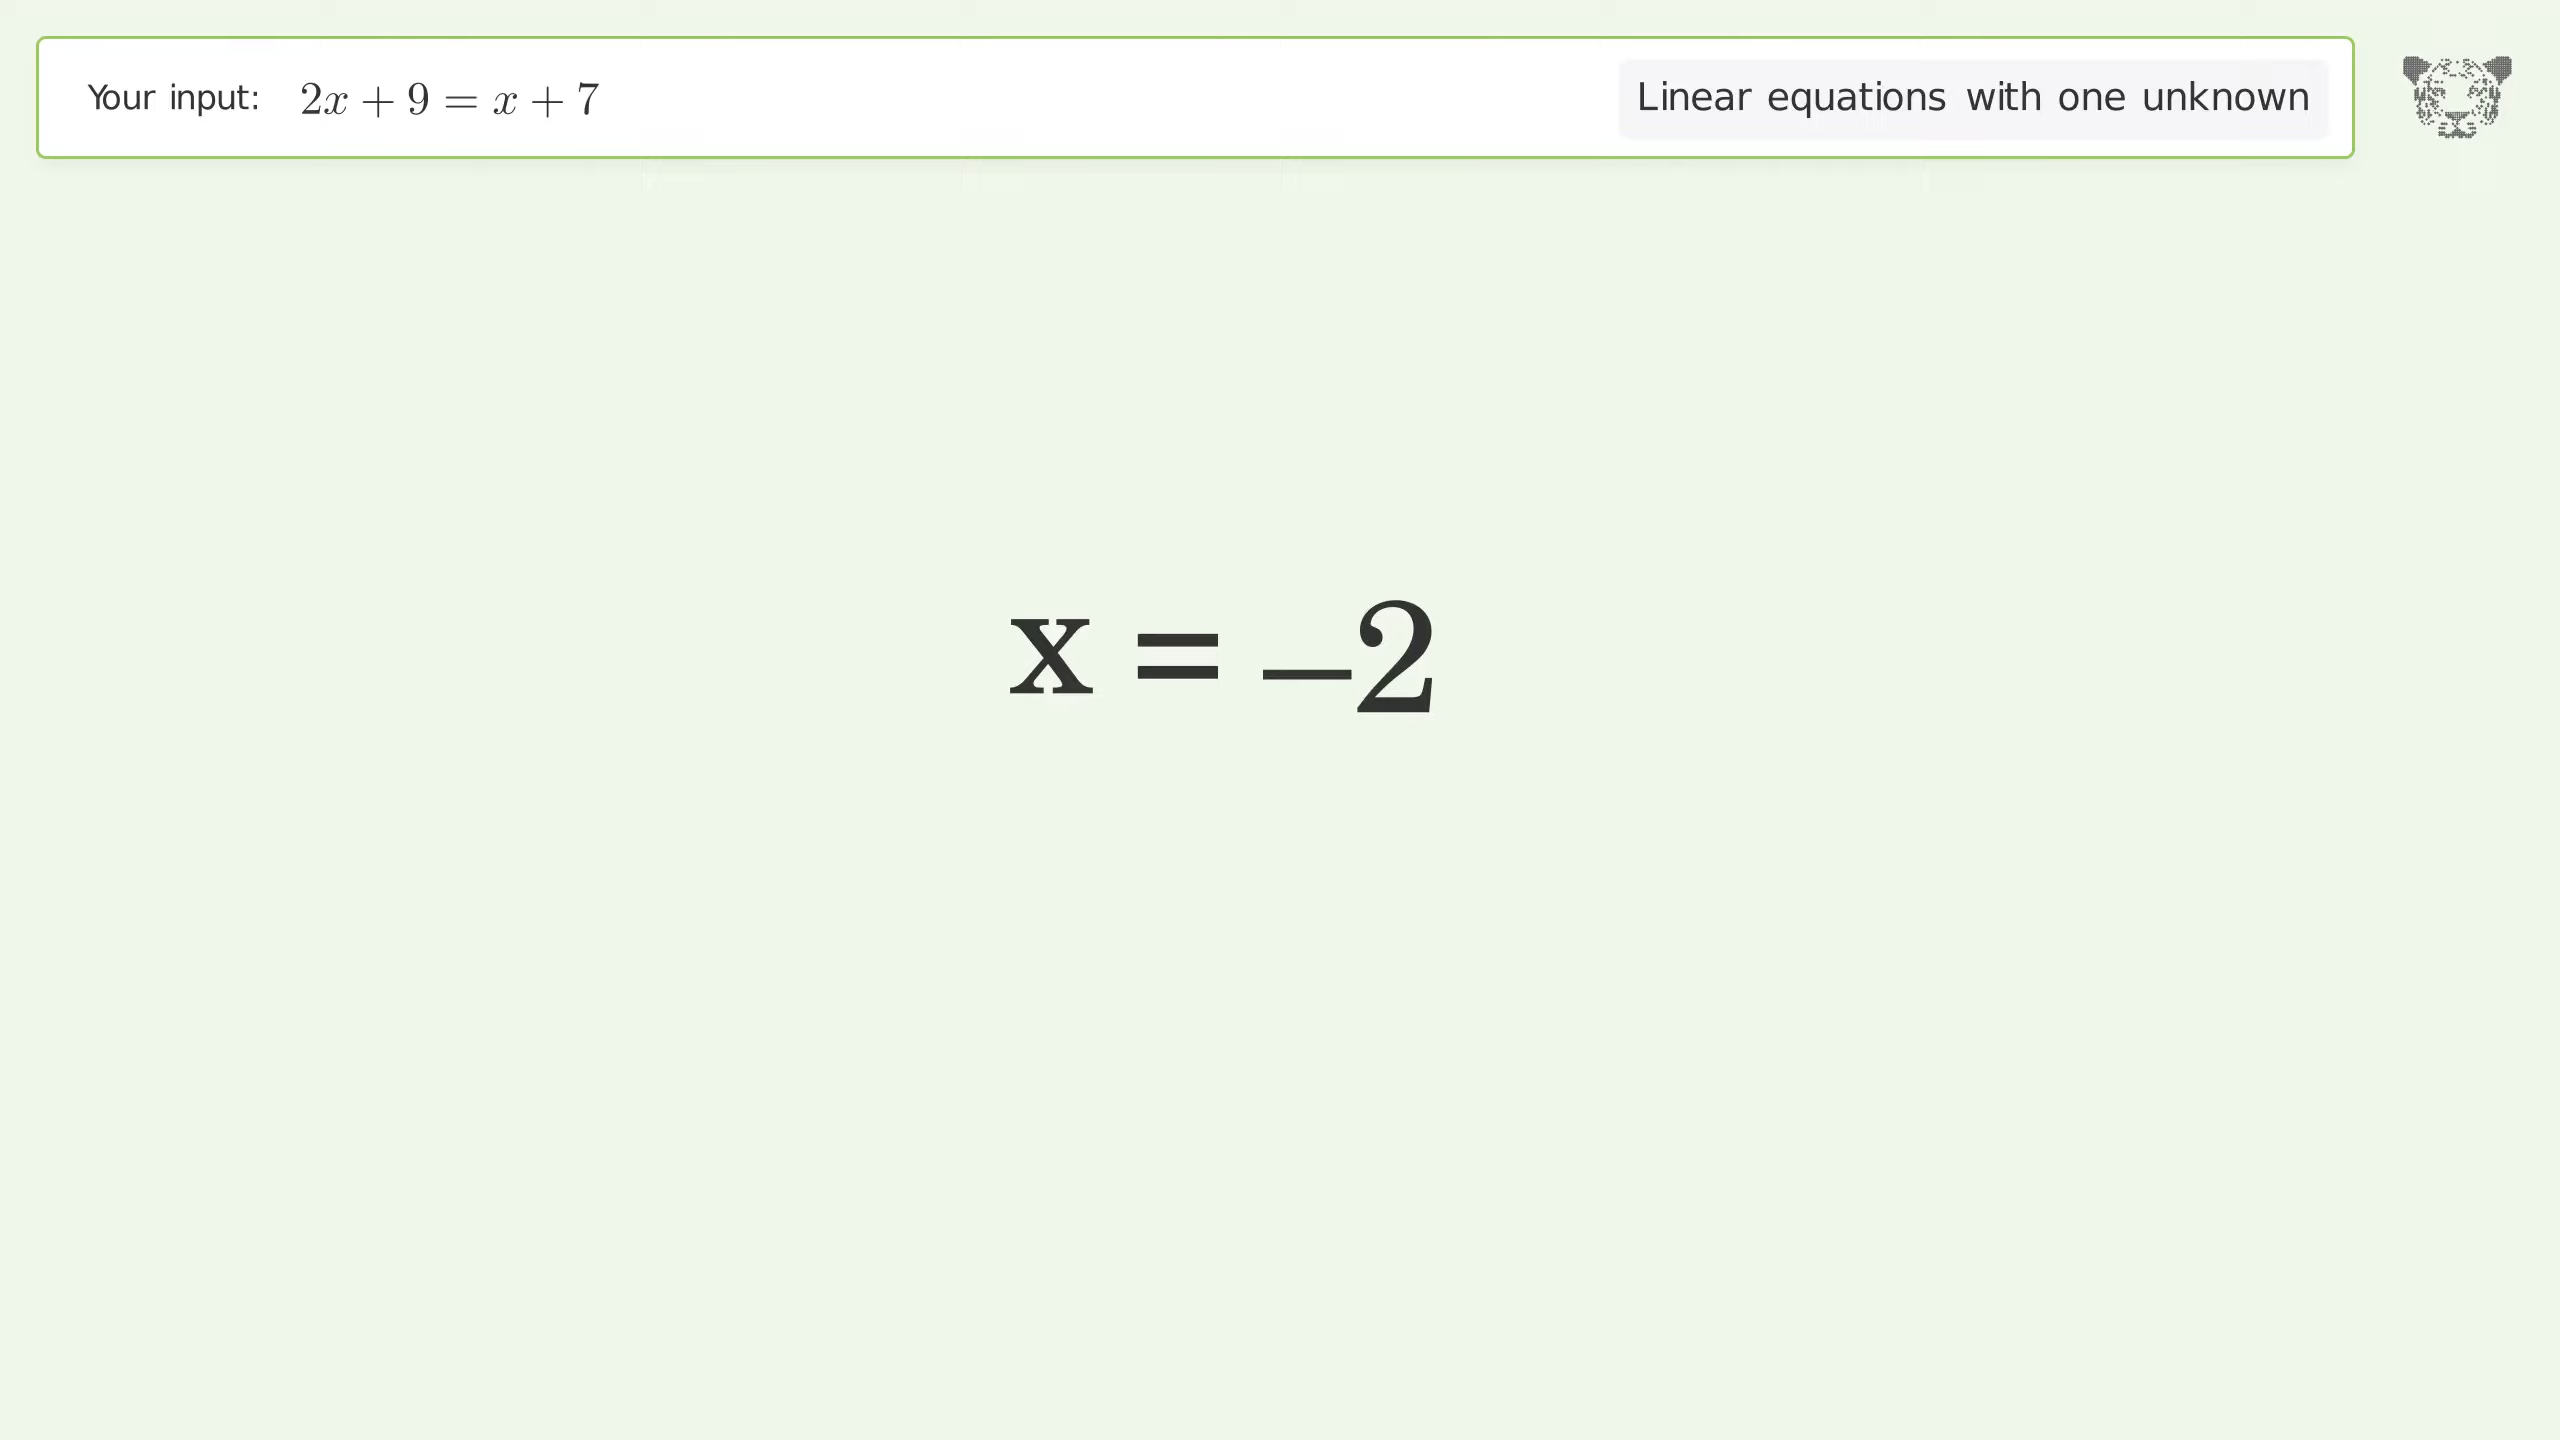 Your input: 2x + 9 = x + 7
Linear equations with one unknown
x = −2